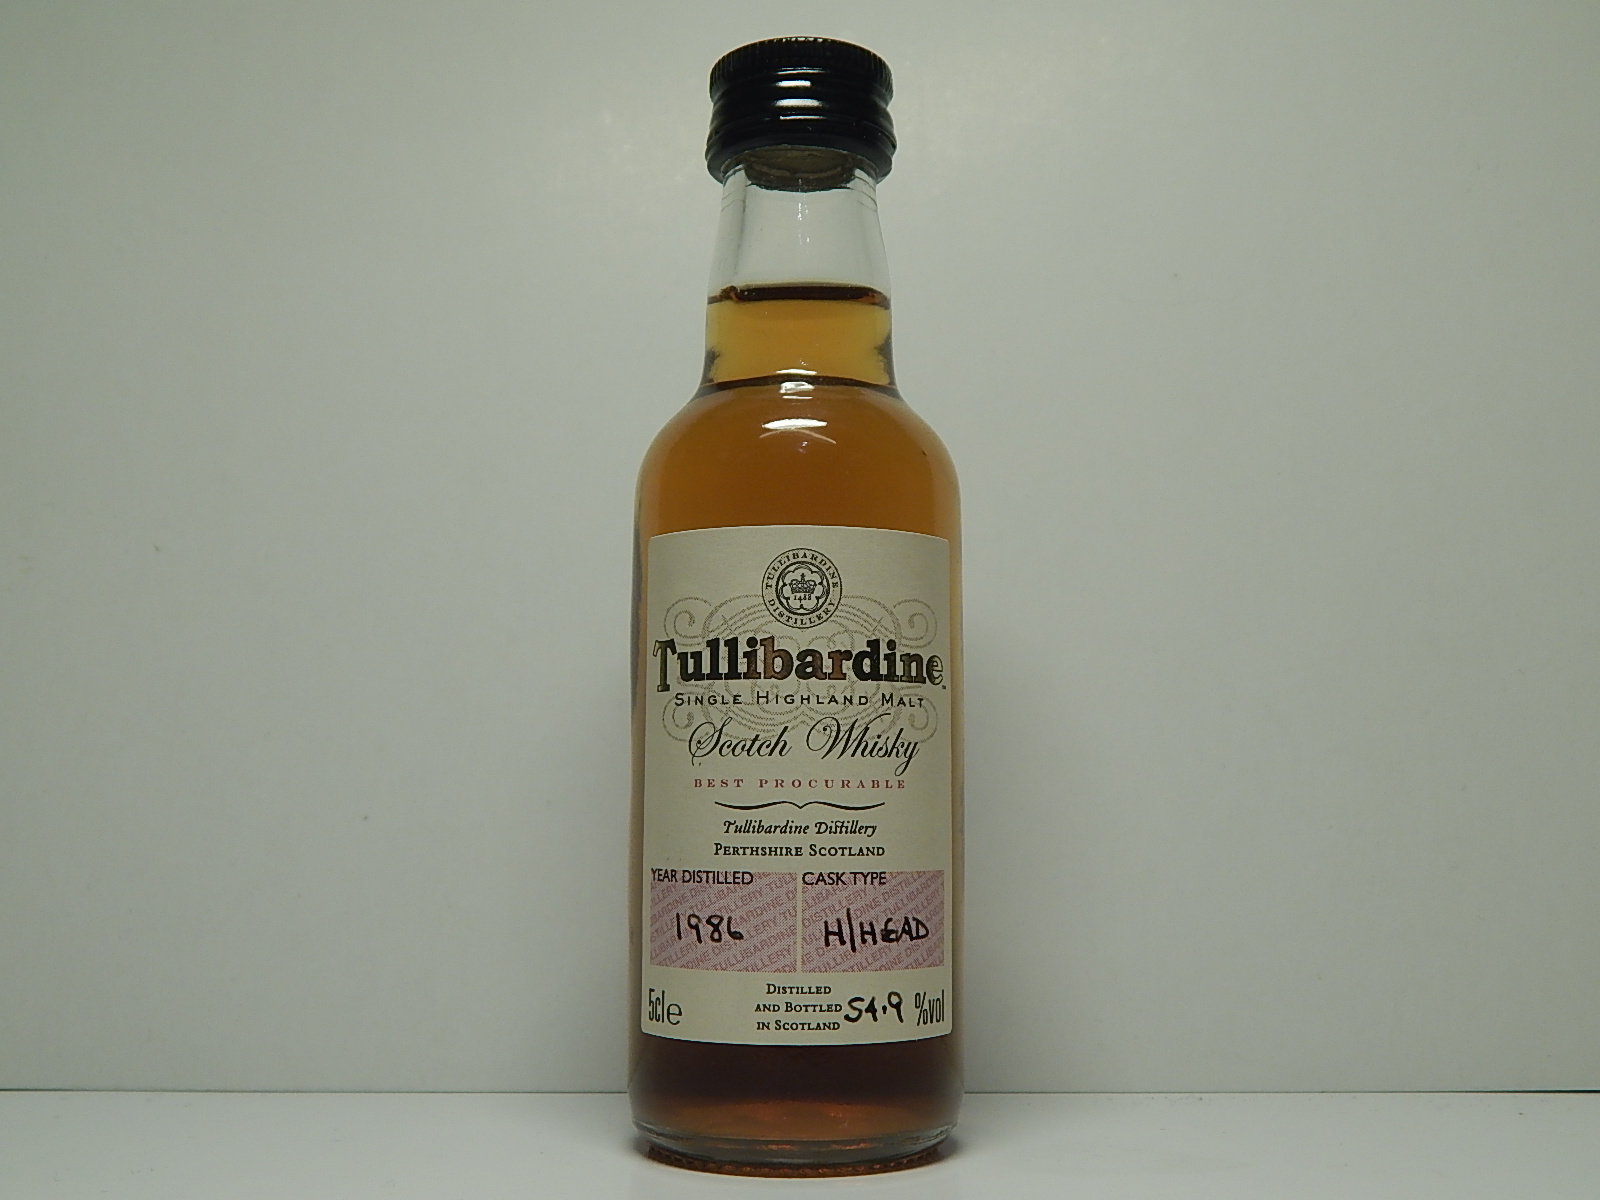 TULLIBARDINE
1488
DISTILLERY
Tullibardine
SINGLE HIGHLAND MALT
Scotch Whisky
BEST PROCURABLE
Tullibardine Distillery
PERTHSHIRE SCOTLAND
YEAR DISTILLED
1986
CASK TYPE
H/HEAD
5cl e
DISTILLED
AND BOTTLED
IN SCOTLAND
54.9 %vol